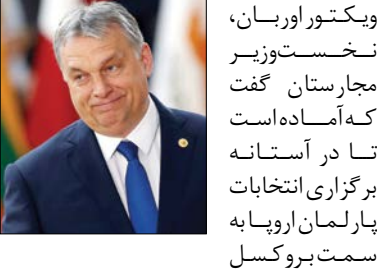 ویکتور اوربان،
نخست‌وزیر
مجارستان گفت
که آماده است
تا در آستانه
برگزاری انتخابات
پارلمان اروپا به
سمت بروکسل